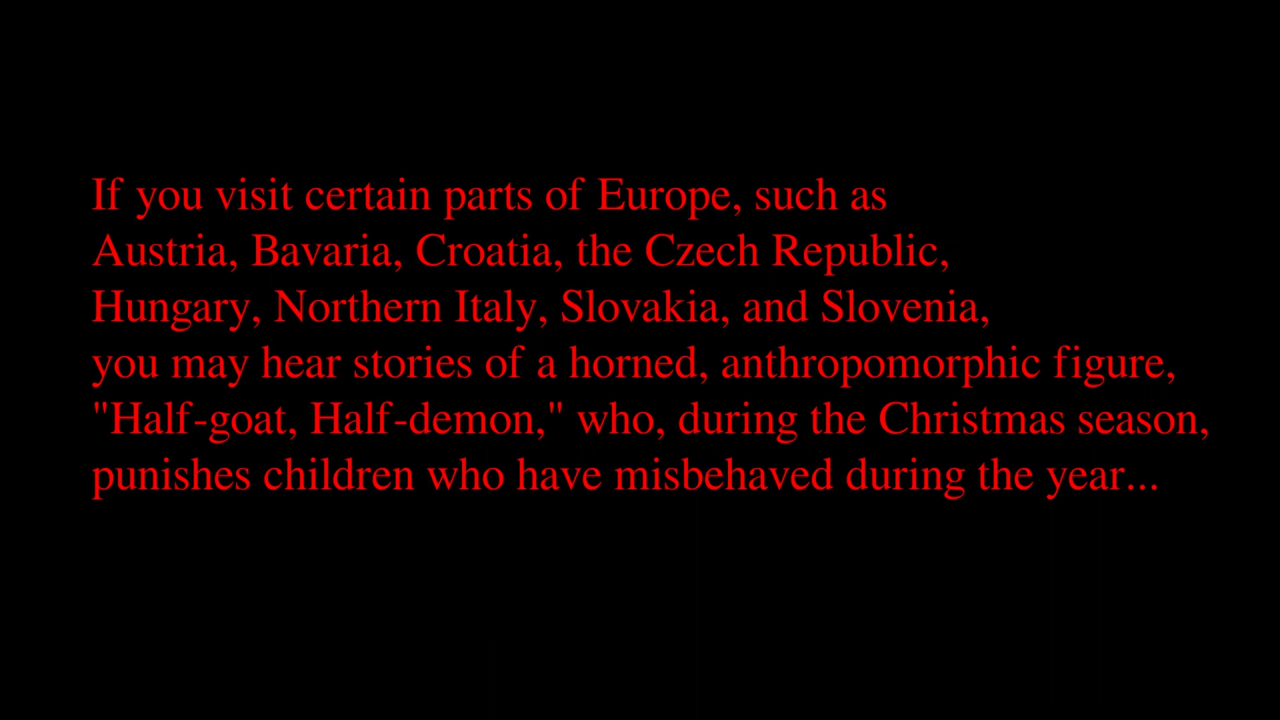 If you visit certain parts of Europe, such as
Austria, Bavaria, Croatia, the Czech Republic,
Hungary, Northern Italy, Slovakia, and Slovenia,
you may hear stories of a horned, anthropomorphic figure,
"Half-goat, Half-demon," who, during the Christmas season,
punishes children who have misbehaved during the year...